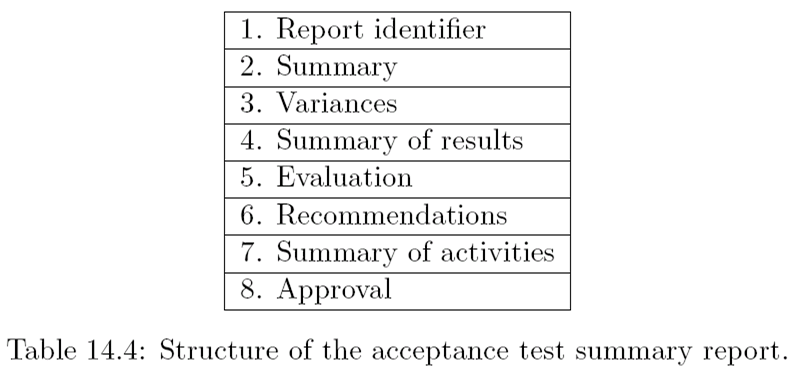 1. Report identifier
2. Summary
3. Variances
4. Summary of results
5. Evaluation
6. Recommendations
7. Summary of activities
8. Approval
Table 14.4: Structure of the acceptance test summary report.